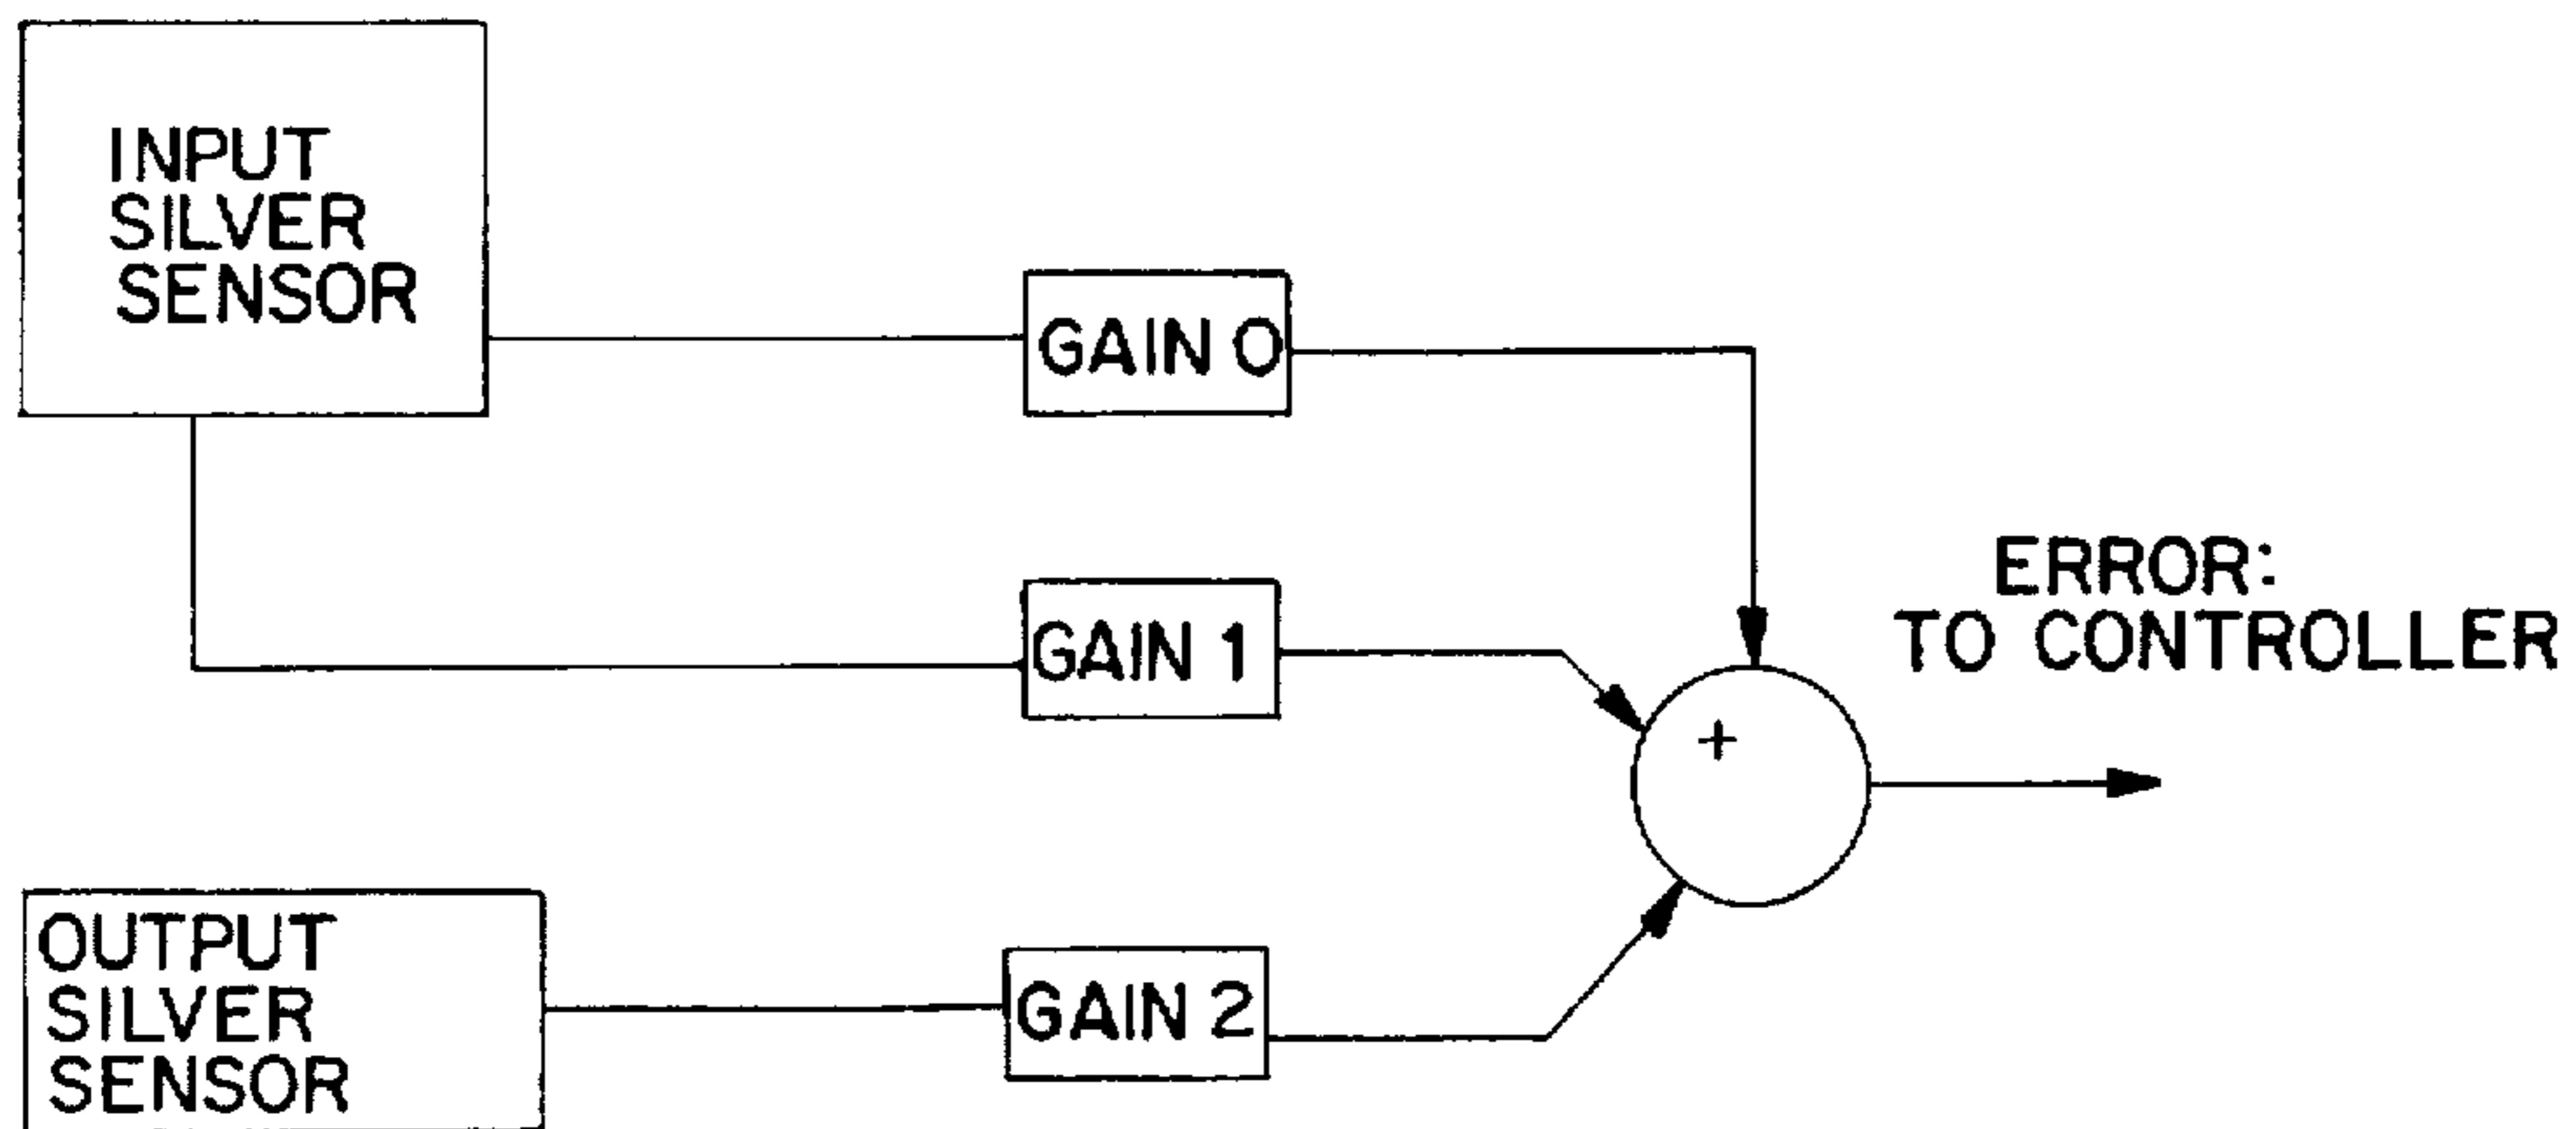 INPUT
SILVER
SENSOR
GAIN 0
GAIN 1
ERROR:
TO CONTROLLER
+
OUTPUT
SILVER
SENSOR
GAIN 2